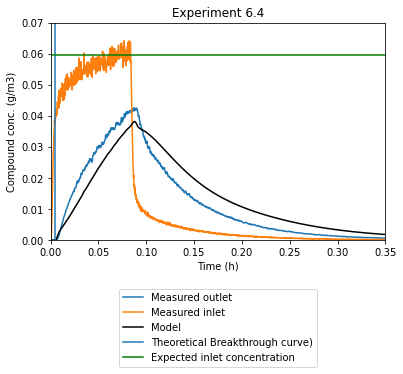 Experiment 6.4
Compound conc. (g/m3)
0.07
0.06
0.05
0.04
0.03
0.02
0.01
0.00
0.00 0.05 0.10 0.15 0.20 0.25 0.30 0.35
Time (h)
Measured outlet
Measured inlet
Model
Theoretical Breakthrough curve)
Expected inlet concentration